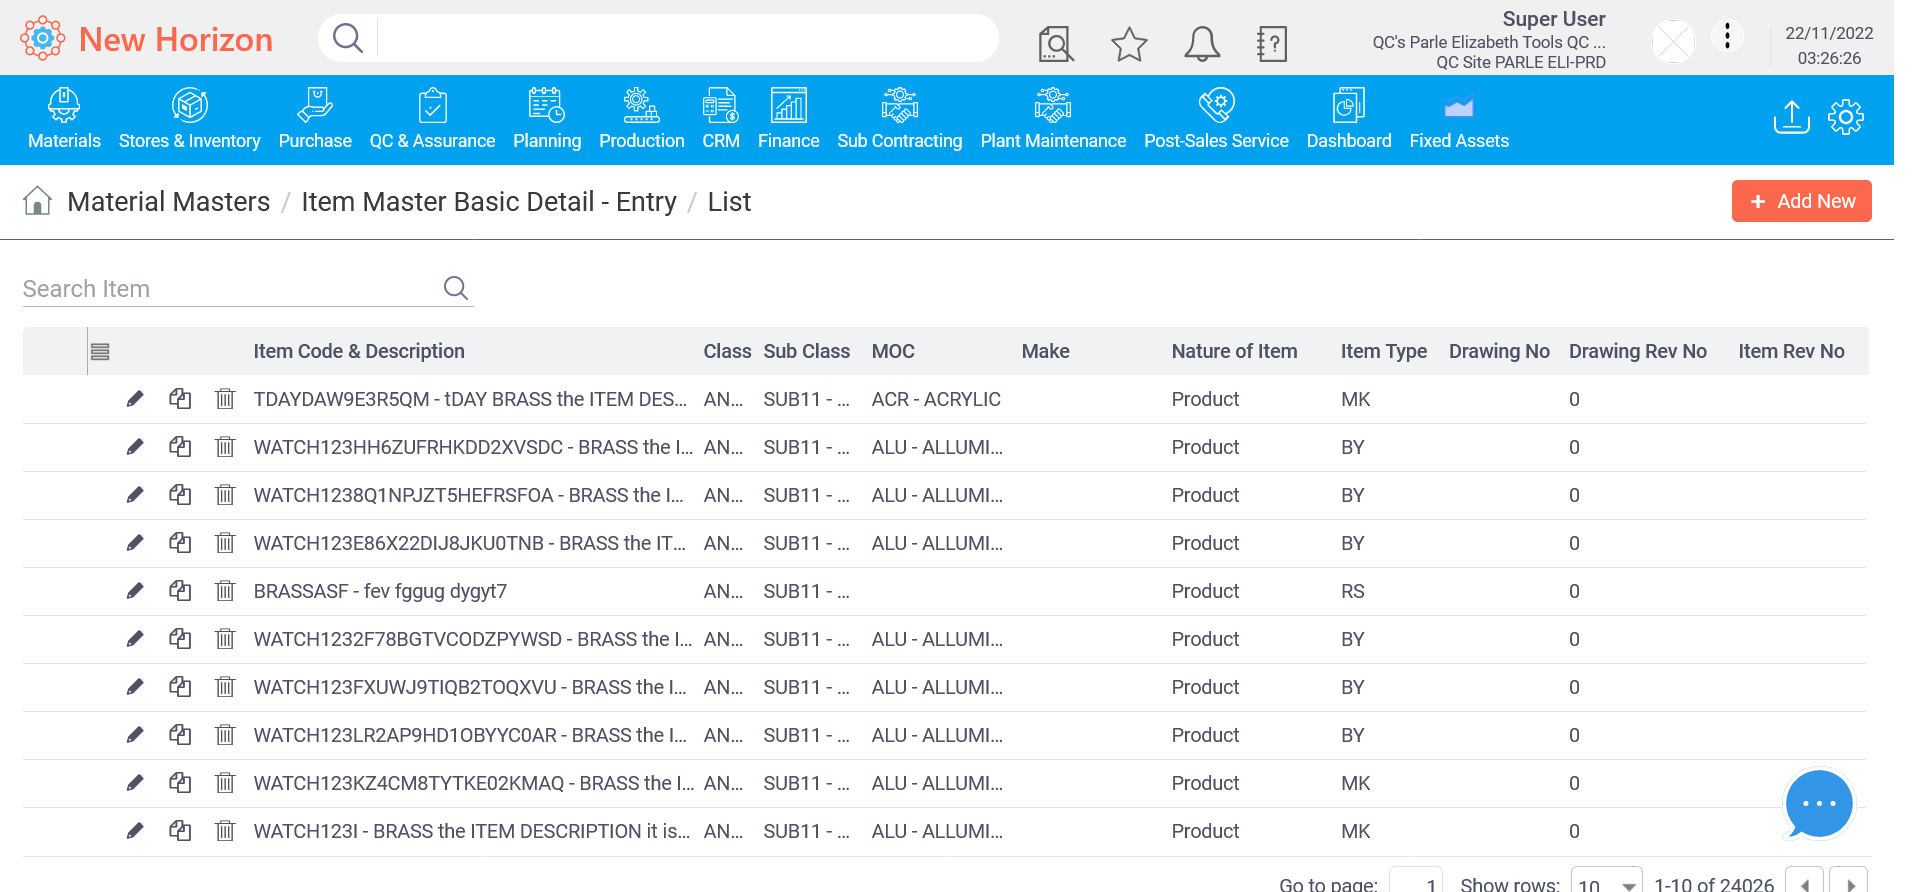 New Horizon
Super User
QC's Parle Elizabeth Tools QC ...
QC Site PARLE ELI-PRD
22/11/2022
03:26:26
Materials Stores & Inventory Purchase QC & Assurance Planning Production CRM Finance Sub Contracting Plant Maintenance Post-Sales Service Dashboard Fixed Assets
Material Masters / Item Master Basic Detail - Entry / List
+ Add New
Search Item
Item Code & Description Class Sub Class MOC Make Nature of Item Item Type Drawing No Drawing Rev No Item Rev No
TDAYDAW9E3R5QM - tDAY BRASS the ITEM DES... AN... SUB11 - ... ACR - ACRYLIC Product MK 0
WATCH123HH6ZUFRHKDD2XVSDC - BRASS the I... AN... SUB11 - ... ALU - ALLUMI... Product BY 0
WATCH1238Q1NPJZT5HEFRSFOA - BRASS the I... AN... SUB11 - ... ALU - ALLUMI... Product BY 0
WATCH123E86X22DIJ8JKU0TNB - BRASS the IT... AN... SUB11 - ... ALU - ALLUMI... Product BY 0
BRASSASF - fev fggug dygyt7 AN... SUB11 - ... Product RS 0
WATCH1232F78BGTVCODZPYWSD - BRASS the I... AN... SUB11 - ... ALU - ALLUMI... Product BY 0
WATCH123FXUWJ9TIQB2TOQXVU - BRASS the I... AN... SUB11 - ... ALU - ALLUMI... Product BY 0
WATCH123LR2AP9HD1OBYYC0AR - BRASS the I... AN... SUB11 - ... ALU - ALLUMI... Product BY 0
WATCH123KZ4CM8TYTKE02KMAQ - BRASS the I... AN... SUB11 - ... ALU - ALLUMI... Product MK 0
WATCH123I - BRASS the ITEM DESCRIPTION it is... AN... SUB11 - ... ALU - ALLUMI... Product MK 0
Go to page: 1 Show rows: 10 1-10 of 24026